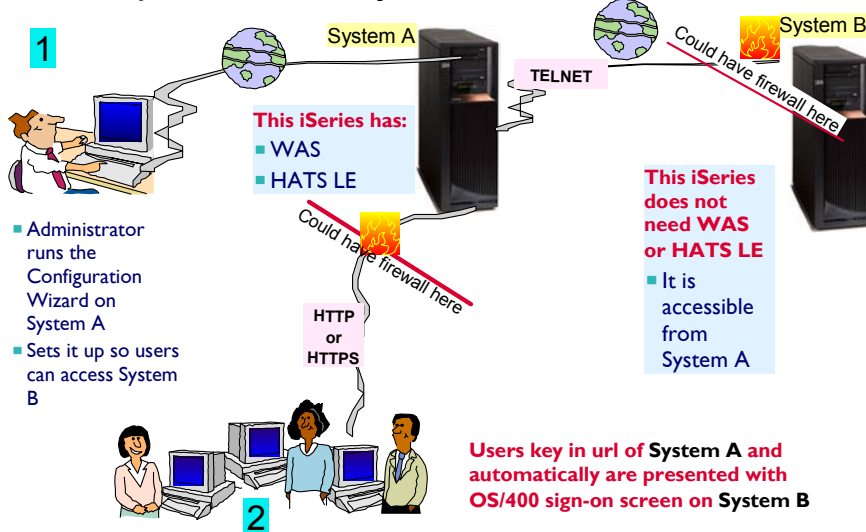 1
System A
System B
Could have firewall here
TELNET
This iSeries has:
WAS
HATS LE
This iSeries
does not
need WAS
or HATS LE
It is
accessible
from
System A
Could have firewall here
Administrator
runs the
Configuration
Wizard on
System A
Sets it up so users
can access System
B
HTTP
or
HTTPS
2
Users key in url of System A and
automatically are presented with
OS/400 sign-on screen on System B